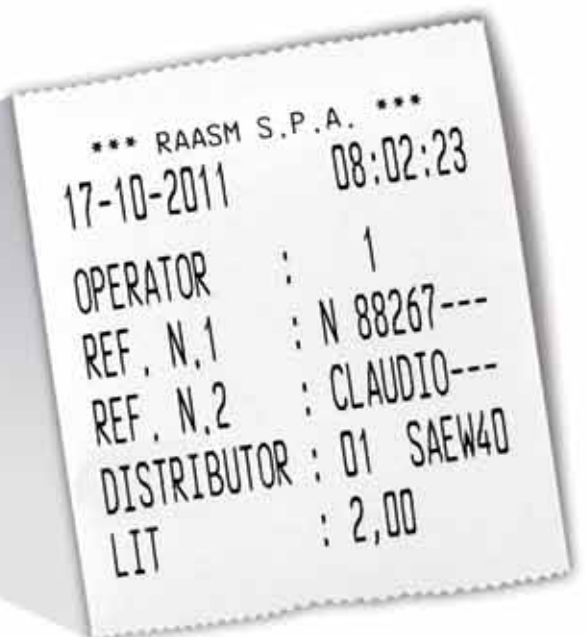 *** RAASM S.P.A. ***
17-10-2011 08:02:23
OPERATOR : 1
REF. N.1 : N 88267---
REF. N.2 : CLAUDIO---
DISTRIBUTOR : 01 SAEW40
LIT : 2,00